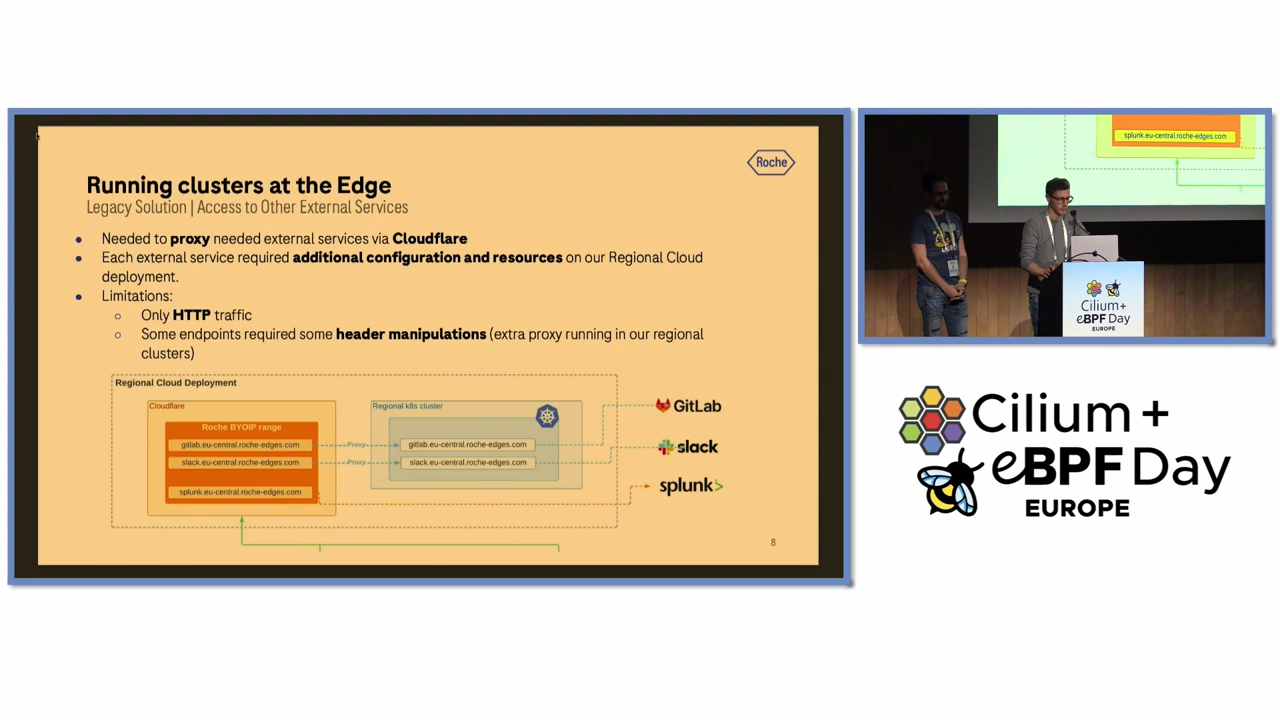 Roche
Running clusters at the Edge
Legacy Solution | Access to Other External Services
Needed to proxy needed external services via Cloudflare
Each external service required additional configuration and resources on our Regional Cloud
deployment.
Limitations:
Only HTTP traffic
Some endpoints required some header manipulations (extra proxy running in our regional
clusters)
Regional Cloud Deployment
Cloudflare
Roche BYOIP range
gitlab.eu-central.roche-edges.com
slack.eu-central.roche-edges.com
splunk.eu-central.roche-edges.com
Proxy
Proxy
Regional k8s cluster
gitlab.eu-central.roche-edges.com
slack.eu-central.roche-edges.com
GitLab
slack
splunk>
8
splunk.eu-central.roche-edges.com
Cilium+
eBPF Day
EUROPE
Cilium +
eBPF Day
EUROPE